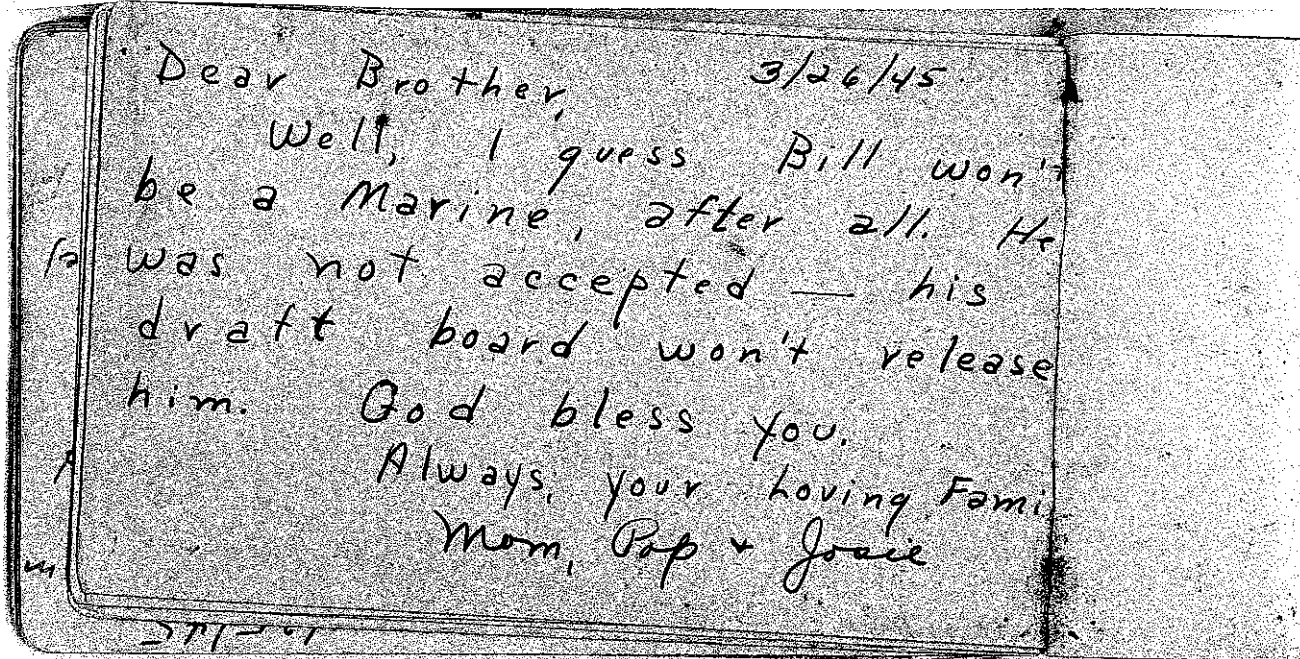 Dear Brother, 3/26/45
Well, I guess Bill won't
be a Marine, after all. He
was not accepted — his
draft board won't release
him. God bless you.
Always, your Loving Fami
Mom, Pop + Josie